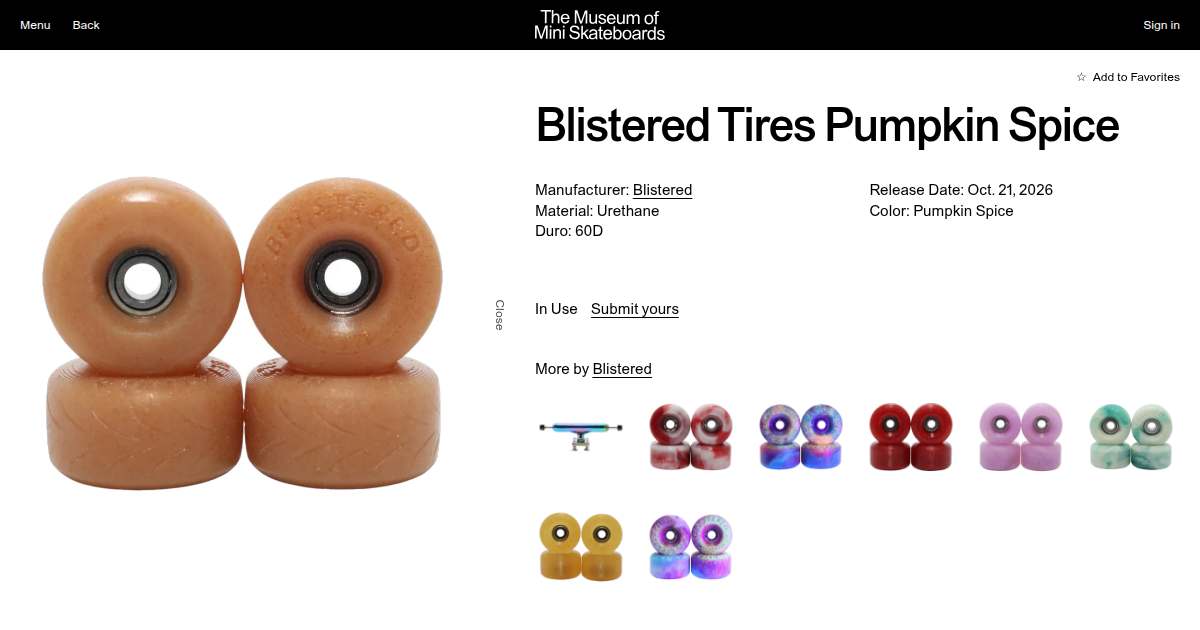 Menu Back
The Museum of
Mini Skateboards
Sign in
☆ Add to Favorites
Blistered Tires Pumpkin Spice
Manufacturer: Blistered
Material: Urethane
Duro: 60D
Release Date: Oct. 21, 2026
Color: Pumpkin Spice
BLISTERED
Close
In Use Submit yours
More by Blistered